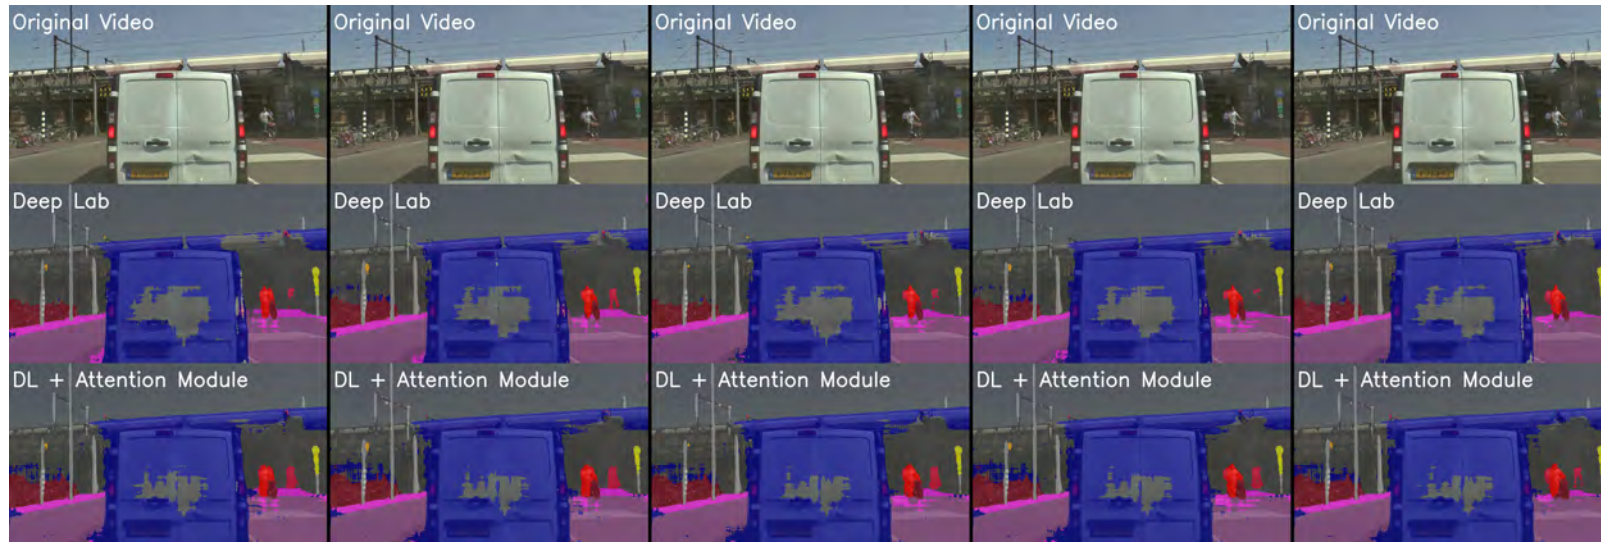 Original Video Original Video Original Video Original Video Original Video
Deep Lab Deep Lab Deep Lab Deep Lab Deep Lab
DL + Attention Module DL + Attention Module DL + Attention Module DL + Attention Module DL + Attention Module